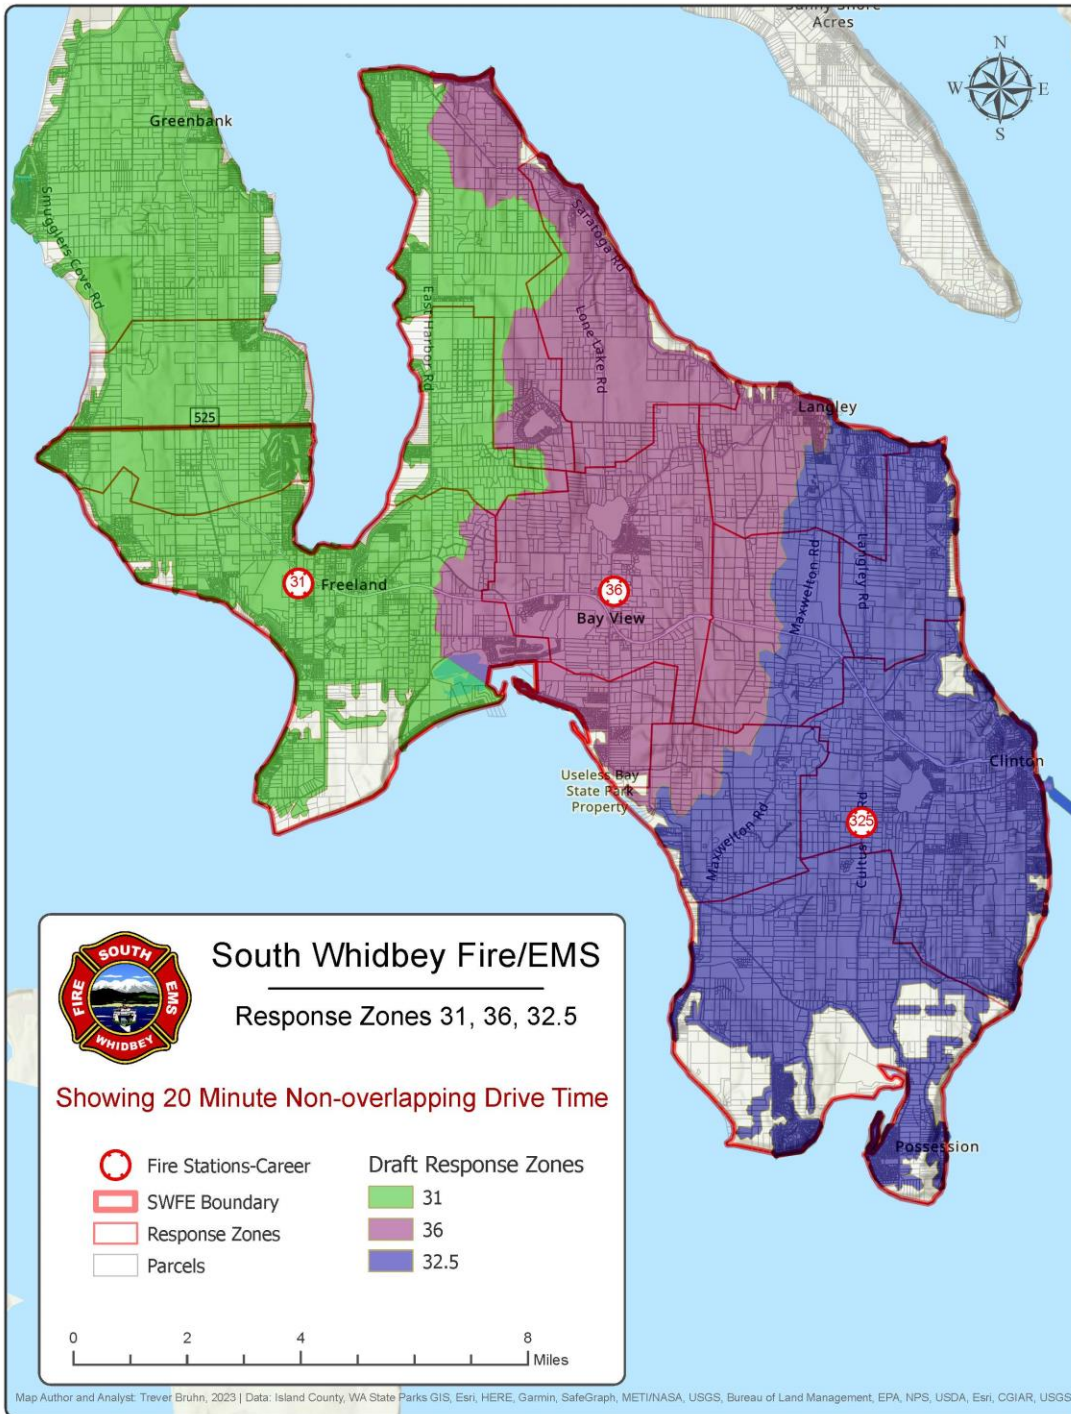 Sunny Shore
Acres
N
W
E
S
Greenbank
Smugglers Cove Rd
Saratoga Rd
East Harbor Rd
Lone Lake Rd
525
Langley
Maxwelton Rd
Langley Rd
31
Freeland
36
Bay View
Useless Bay
State Park
Property
Clinton
325
Maxwelton Rd
Cultus
Rd
Possession
SOUTH
FIRE
EMS
WHIDBEY
South Whidbey Fire/EMS
Response Zones 31, 36, 32.5
Showing 20 Minute Non-overlapping Drive Time
Fire Stations-Career
SWFE Boundary
Response Zones
Parcels
Draft Response Zones
31
36
32.5
0
2
4
8
Miles
Map Author and Analyst: Trever Bruhn, 2023 | Data: Island County, WA State Parks GIS, Esri, HERE, Garmin, SafeGraph, METI/NASA, USGS, Bureau of Land Management, EPA, NPS, USDA, Esri, CGIAR, USGS